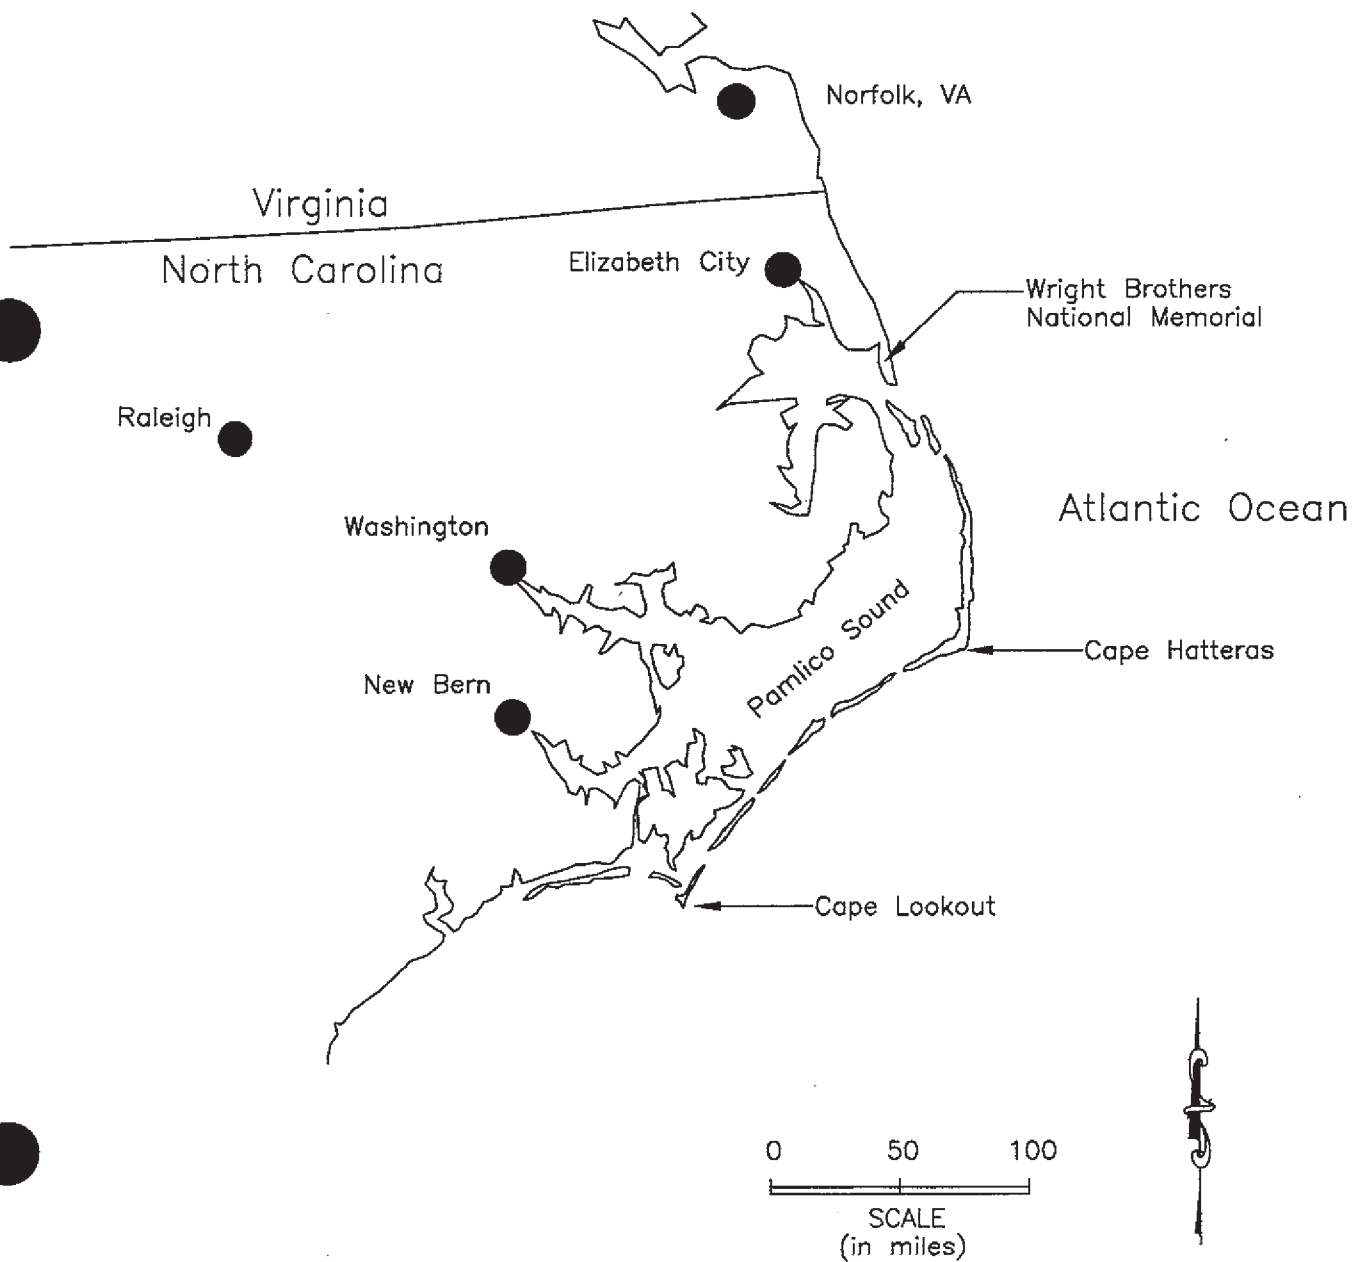 Norfolk, VA
Virginia
North Carolina
Elizabeth City
Wright Brothers
National Memorial
Raleigh
Atlantic Ocean
Washington
Pamlico Sound
Cape Hatteras
New Bern
Cape Lookout
0 50 100
SCALE
(in miles)